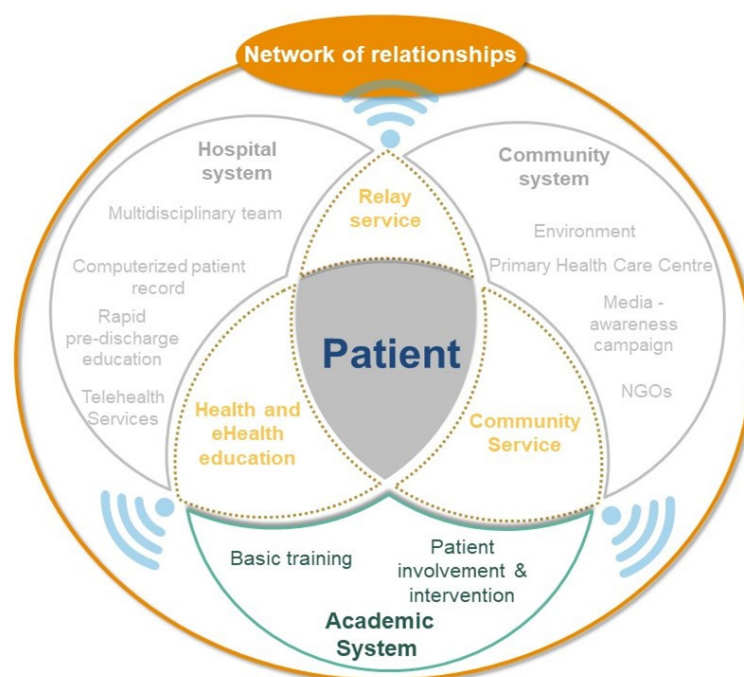 Network of relationships
Hospital
system
Multidisciplinary team
Computerized patient
record
Rapid
pre-discharge
education
Telehealth
Services
Relay
service
Community
system
Environment
Primary Health Care Centre
Media -
awareness
campaign
NGOs
Patient
Health and
eHealth
education
Community
Service
Basic training
Patient
involvement &
intervention
Academic
System